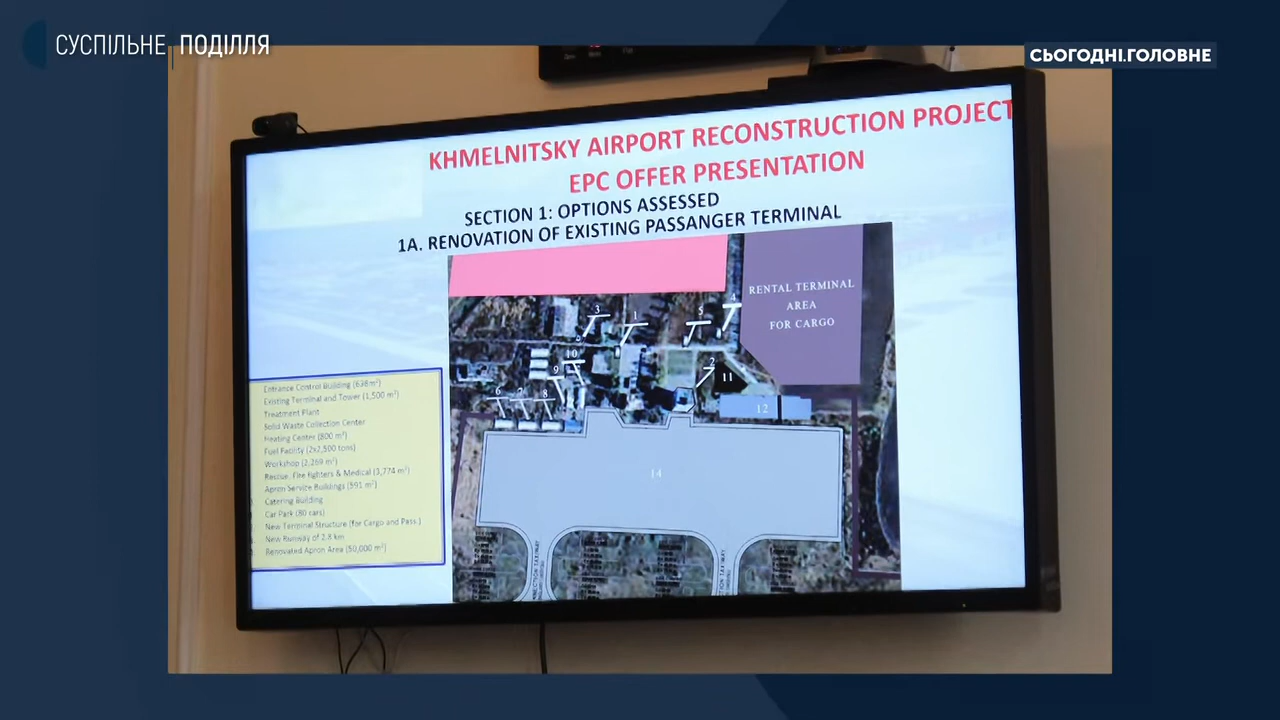 СУСПІЛЬНЕ ПОДІЛЛЯ
СЬОГОДНІ.ГОЛОВНЕ
KHMELNITSKY AIRPORT RECONSTRUCTION PROJECT
EPC OFFER PRESENTATION
SECTION 1: OPTIONS ASSESSED
1A. RENOVATION OF EXISTING PASSANGER TERMINAL
RENTAL TERMINAL
AREA
FOR CARGO
3
1
5
4
10
9
2
11
6
7
8
12
14
Entrance Control Building (638m²)
Existing Terminal and Tower (1,500 m²)
Treatment Plant
Solid Waste Collection Center
Heating Center (800 m²)
Fuel Facility (2x2,500 tons)
Workshop (2,269 m²)
Rescue, Fire fighters & Medical (3,774 m²)
Apron Service Buildings (591 m²)
Catering Building
Car Park (80 cars)
New Terminal Structure (for Cargo and Pass.)
New Runway of 2.8 km
Renovated Apron Area (50,000 m²)